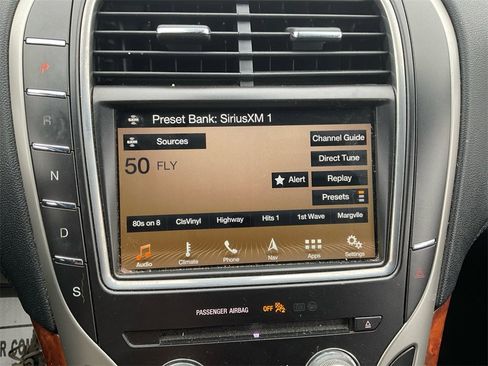 Preset Bank: SiriusXM 1
Sources
Channel Guide
50 FLY
Direct Tune
Alert
Replay
Presets
80s on 8 ClsVinyl Highway Hits 1 1st Wave Margvlle
Audio Climate Phone Nav Apps Settings
P
R
N
D
S
PASSENGER AIRBAG OFF